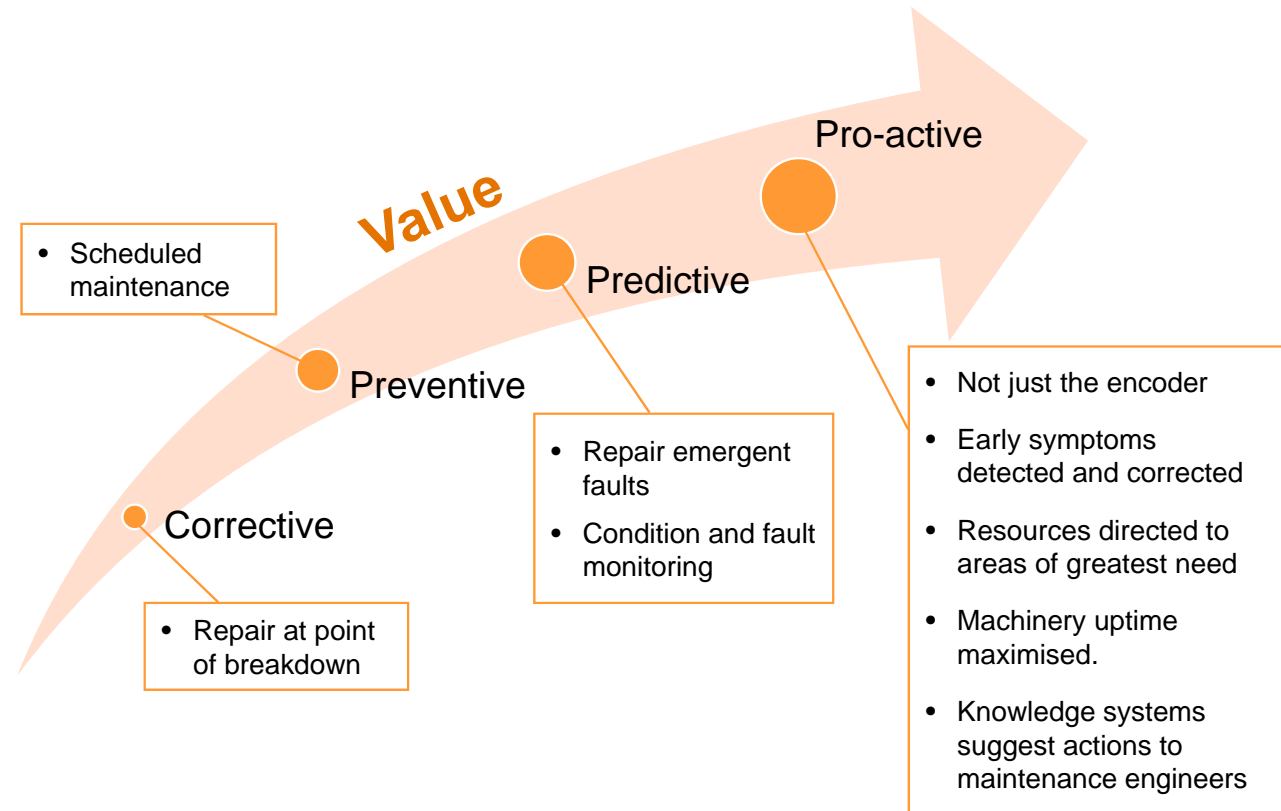 Pro-active
Value
• Scheduled
maintenance
Predictive
Preventive
• Not just the encoder
• Early symptoms
detected and corrected
• Resources directed to
areas of greatest need
• Machinery uptime
maximised.
• Knowledge systems
suggest actions to
maintenance engineers
• Repair emergent
faults
• Condition and fault
monitoring
Corrective
• Repair at point
of breakdown